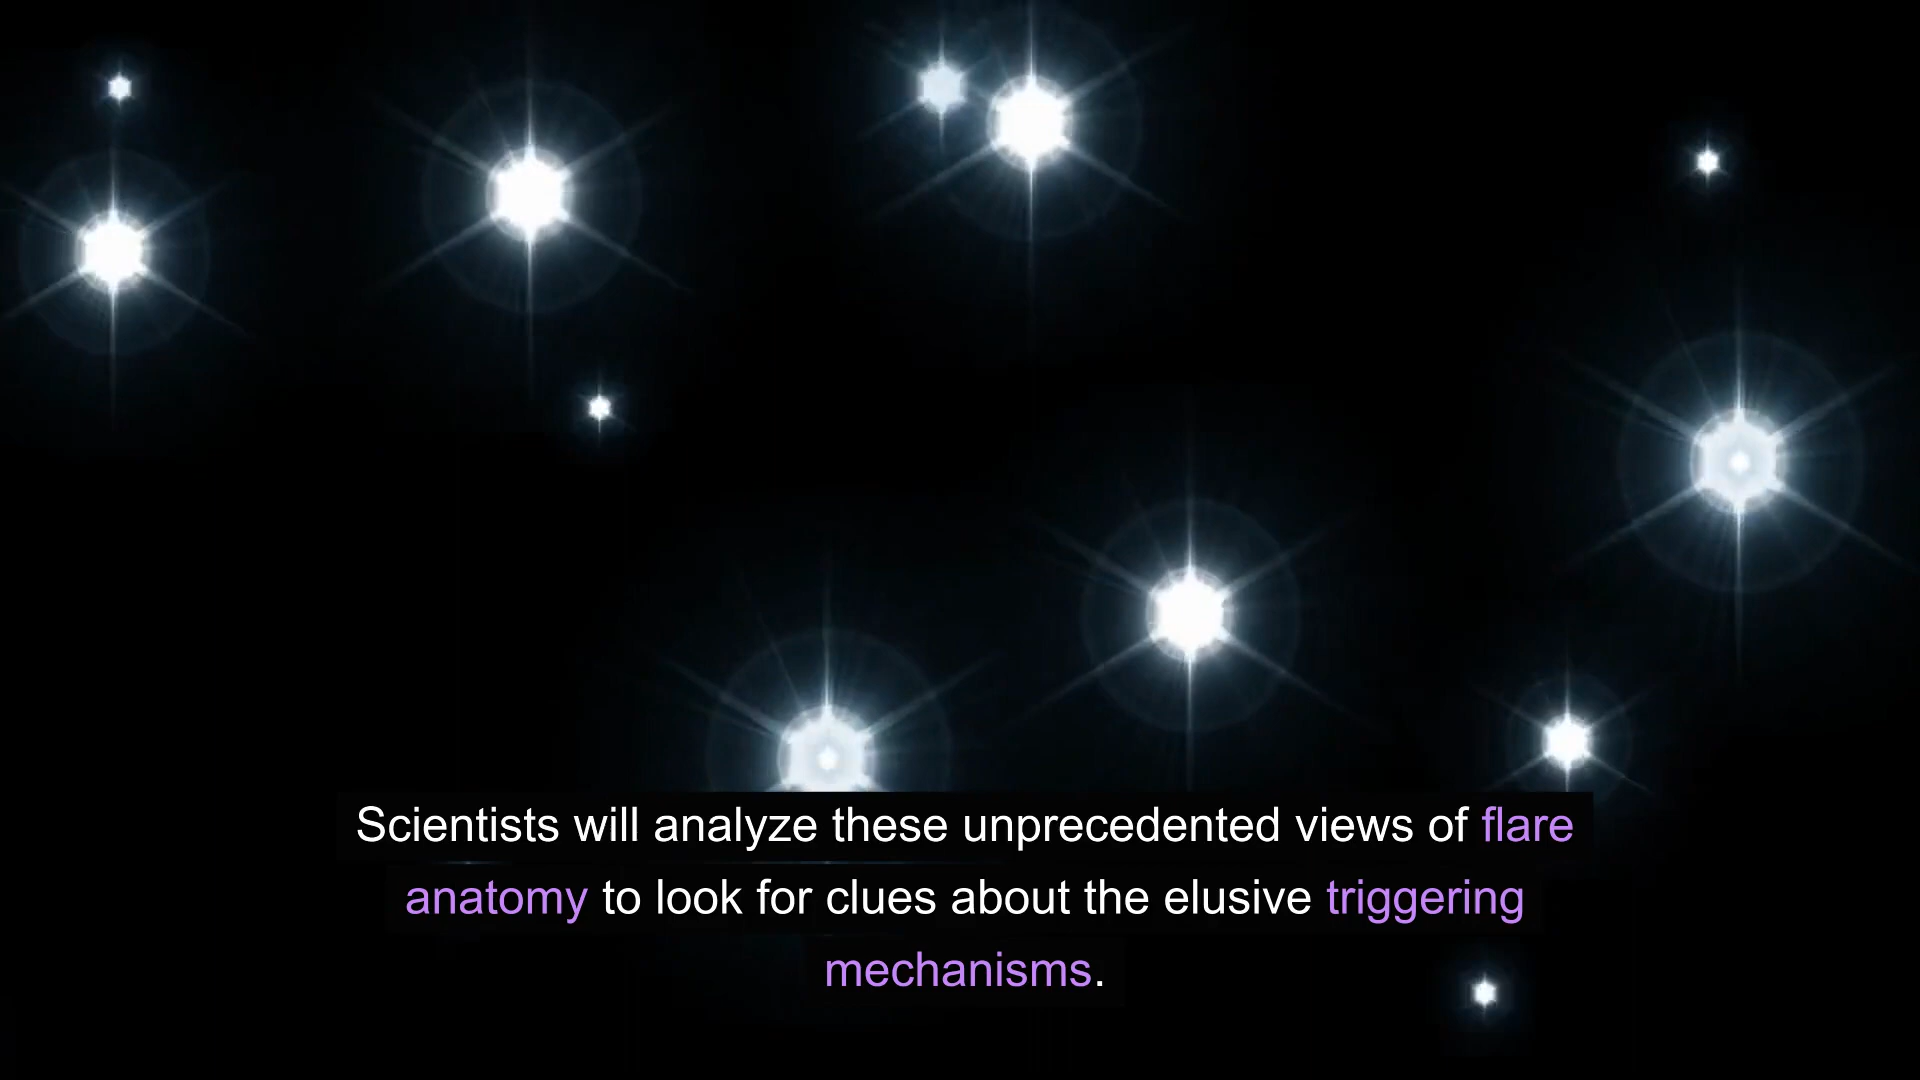 Scientists will analyze these unprecedented views of flare
anatomy to look for clues about the elusive triggering
mechanisms.